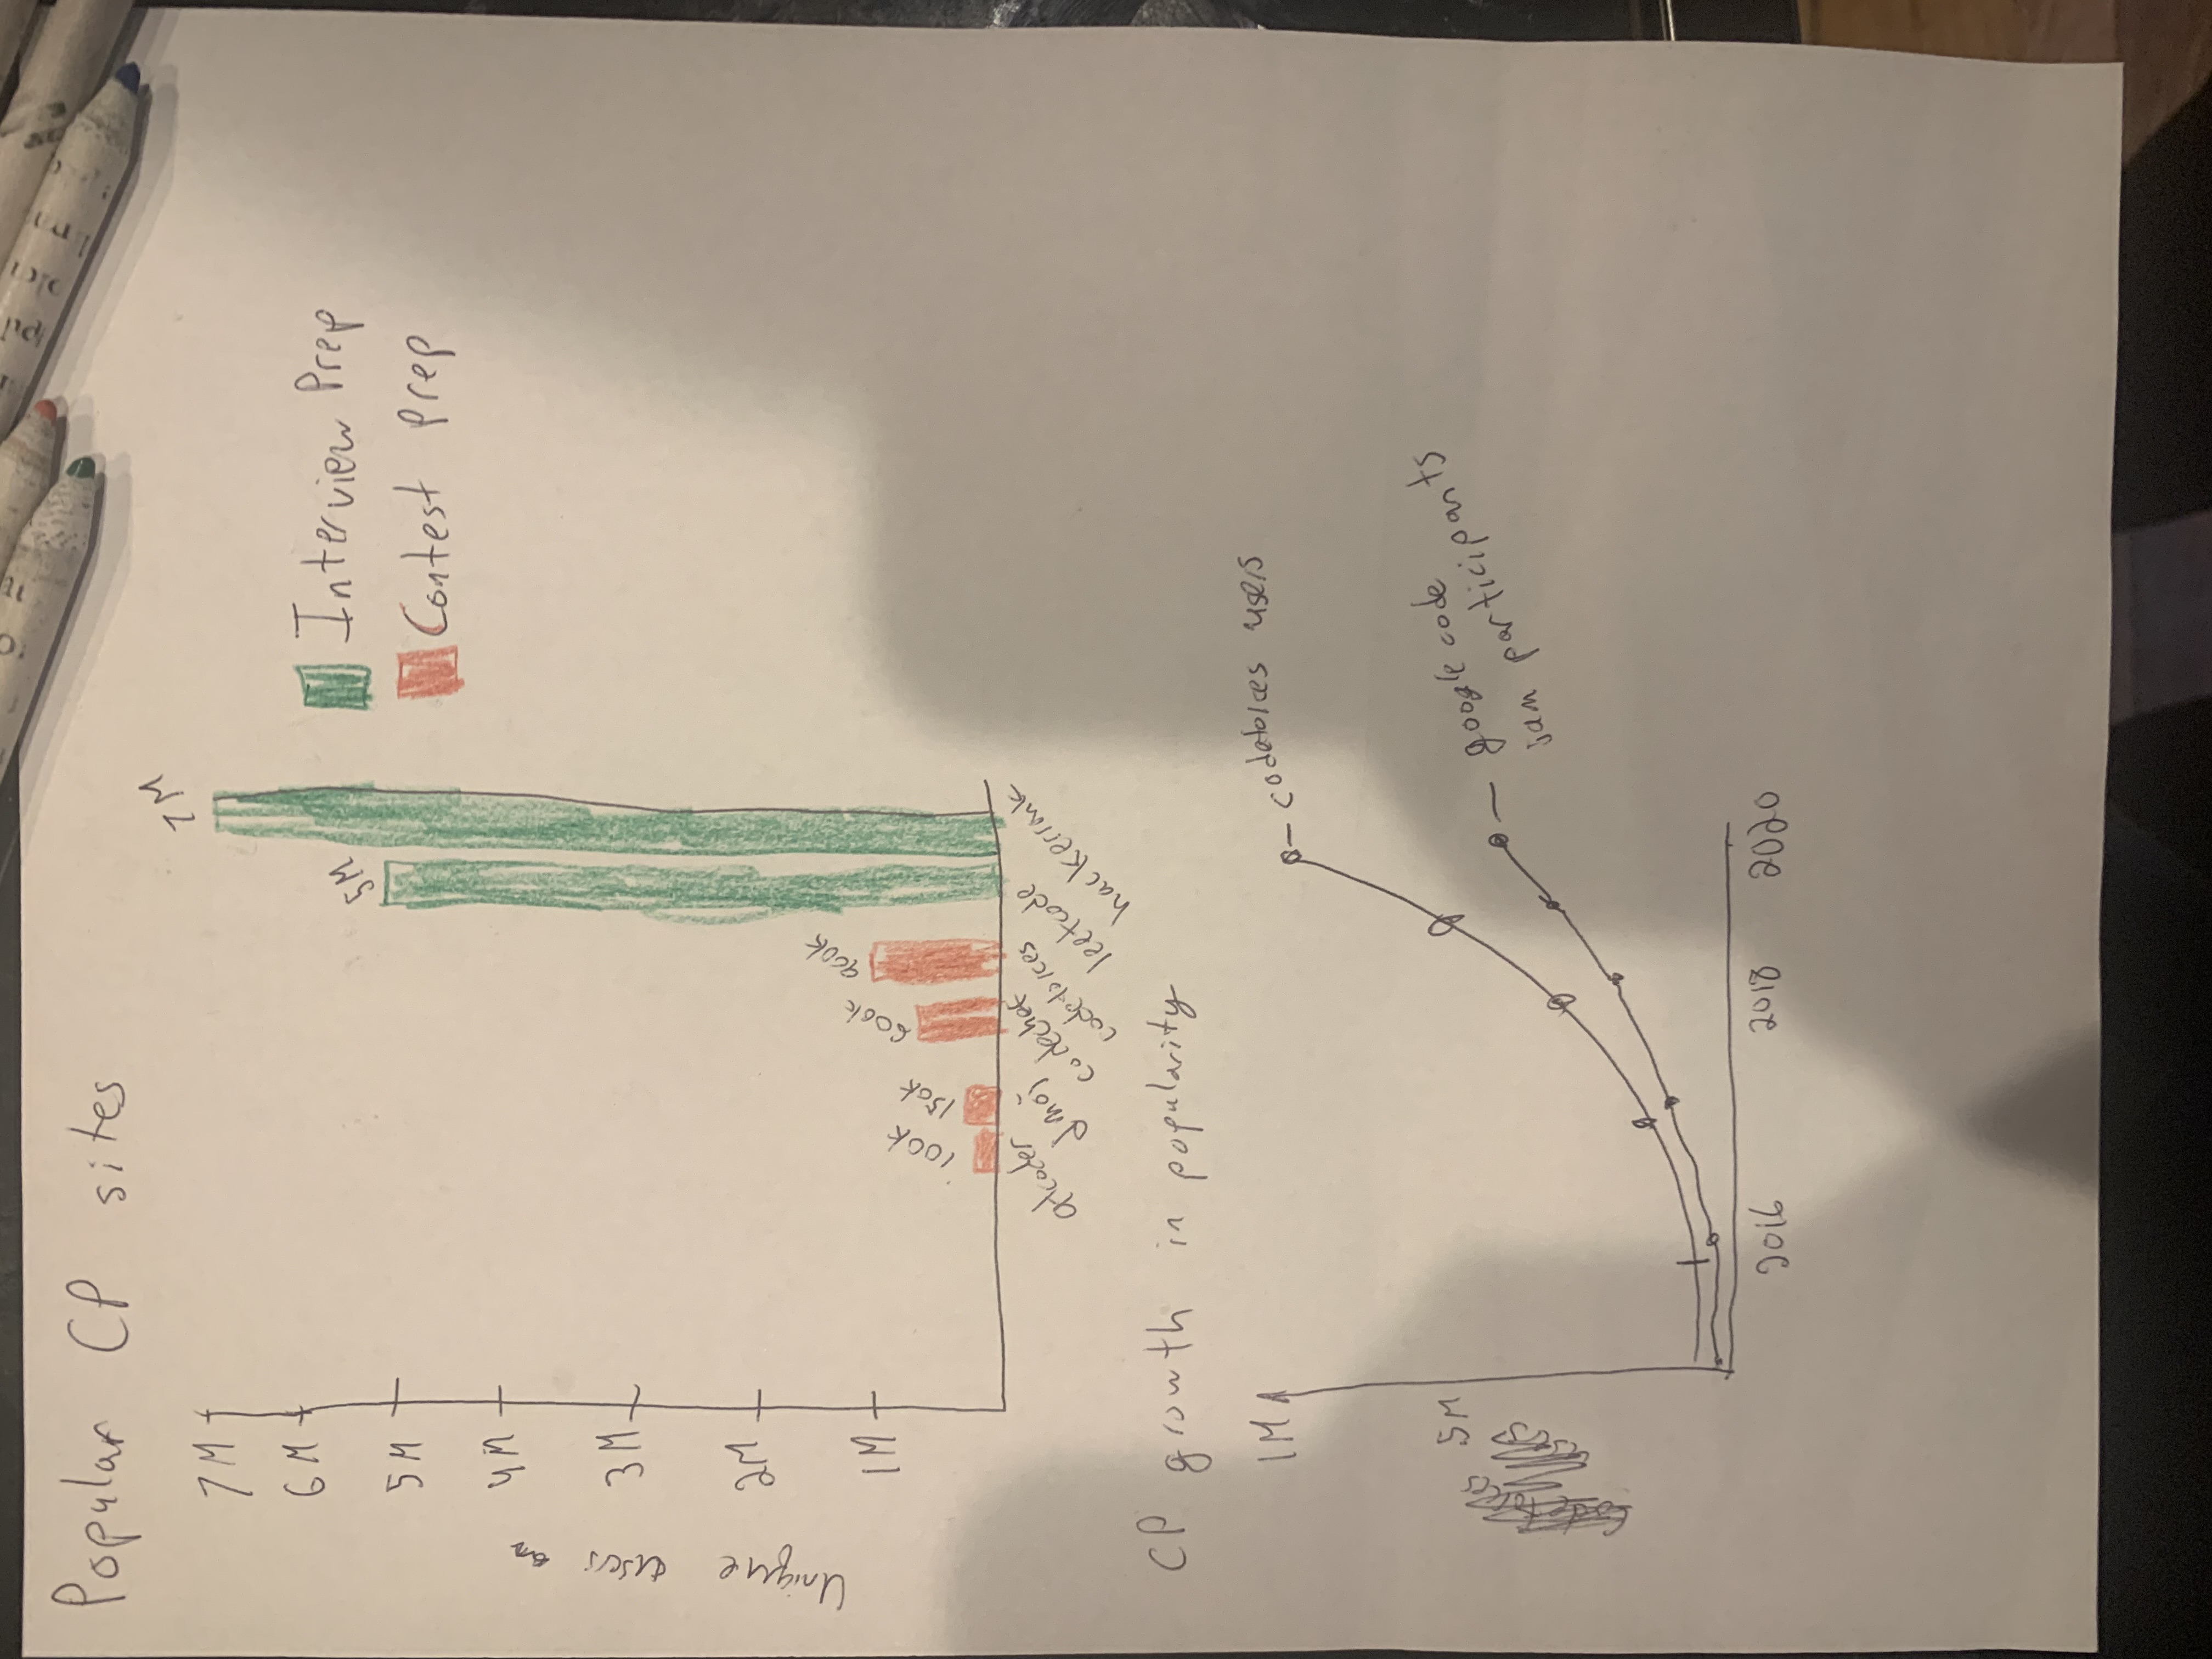 Popular CP sites
7M
7M
6M
Interview Prep
5M
5M
Contest Prep
4M
3M
2M
1M
Unique users on
100k
150k
600k
900k
atcoder
dmoj
codechef
codeforces
leetcode
hackerrank
CP growth in popularity
1M
codeforces users
5M
google code
jam participants
2016 2018 2020